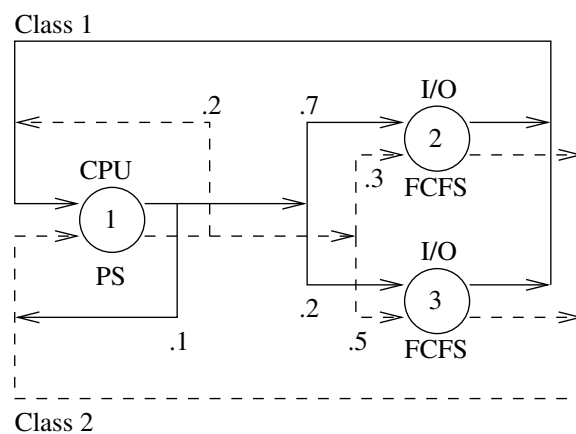 Class 1
I/O
.2
.7
2
CPU
.3
FCFS
1
I/O
PS
3
.2
.1
.5
FCFS
Class 2